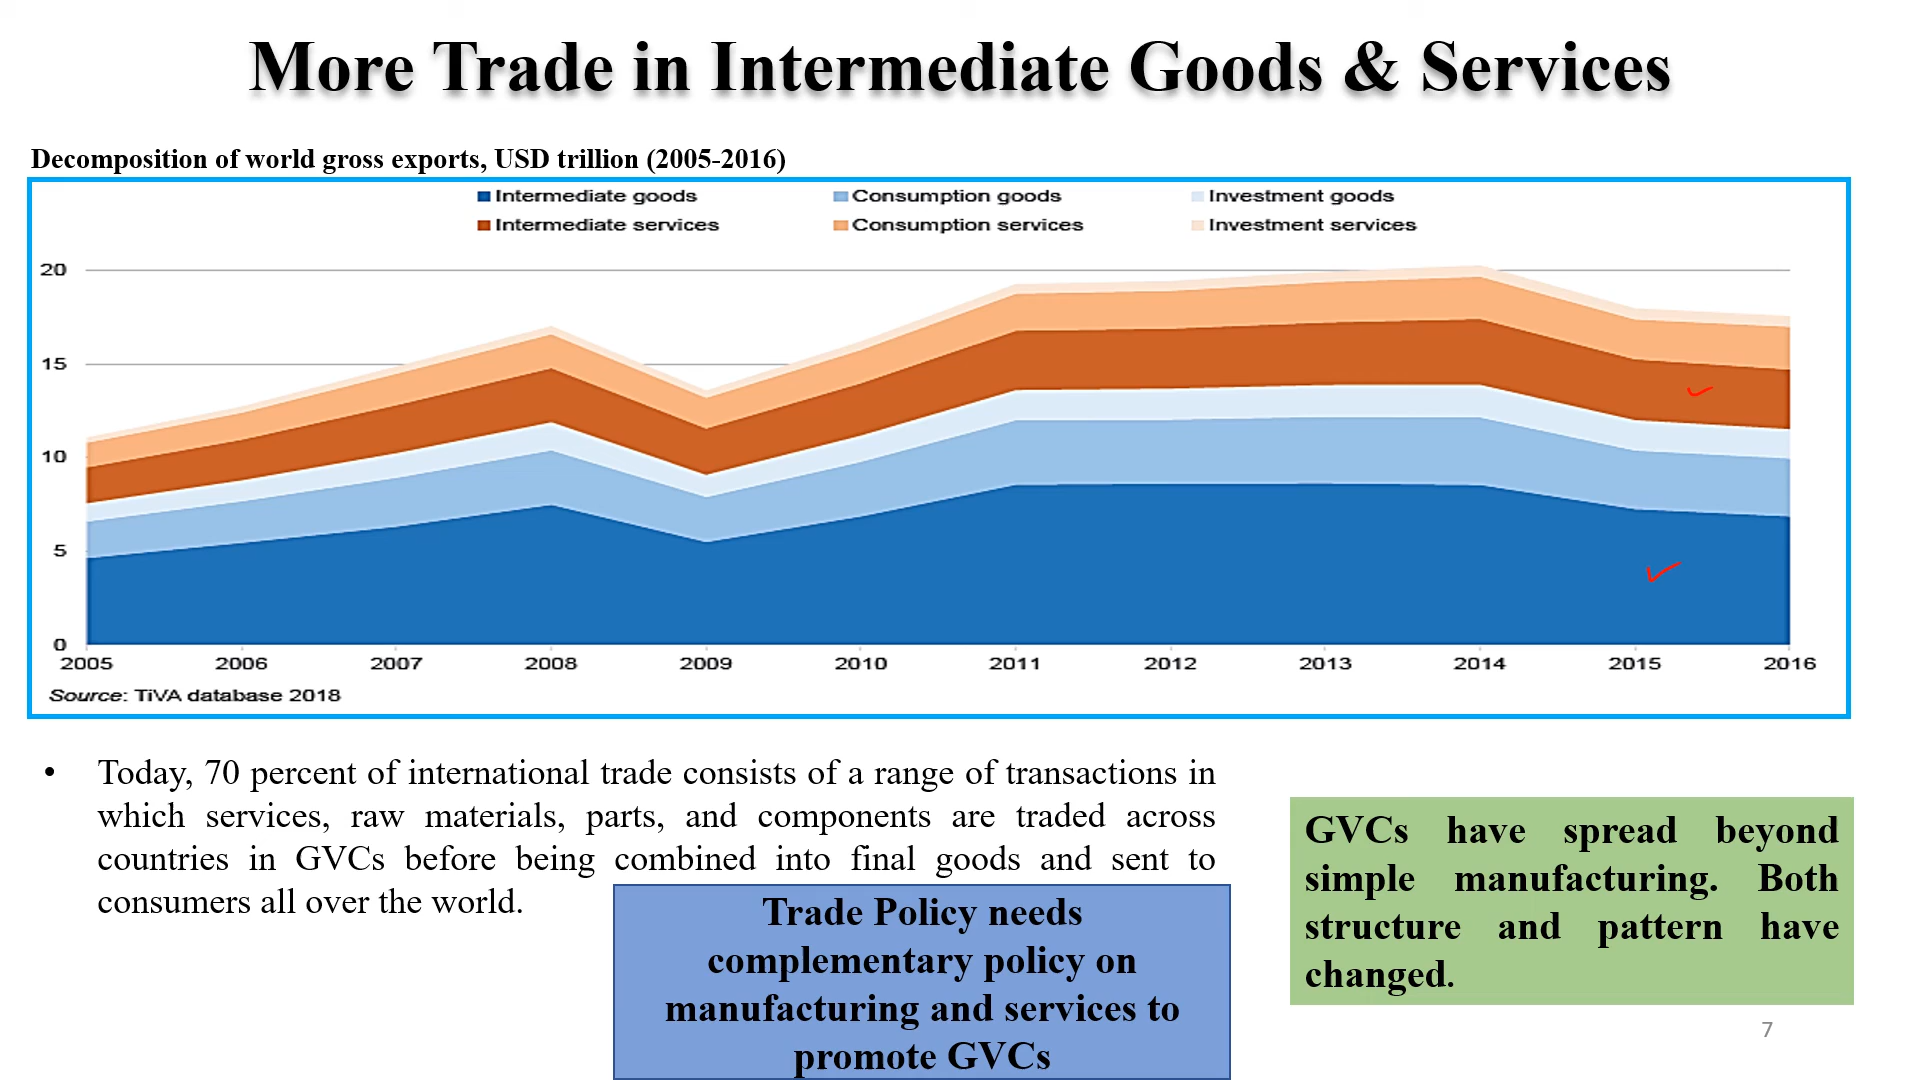 More Trade in Intermediate Goods & Services
Decomposition of world gross exports, USD trillion (2005-2016)
Intermediate goods
Consumption goods
Investment goods
Intermediate services
Consumption services
Investment services
20
15
10
5
0
2005 2006 2007 2008 2009 2010 2011 2012 2013 2014 2015 2016
Source: TiVA database 2018
• Today, 70 percent of international trade consists of a range of transactions in
which services, raw materials, parts, and components are traded across
countries in GVCs before being combined into final goods and sent to
consumers all over the world.
Trade Policy needs
complementary policy on
manufacturing and services to
promote GVCs
GVCs have spread beyond
simple manufacturing. Both
structure and pattern have
changed.
7